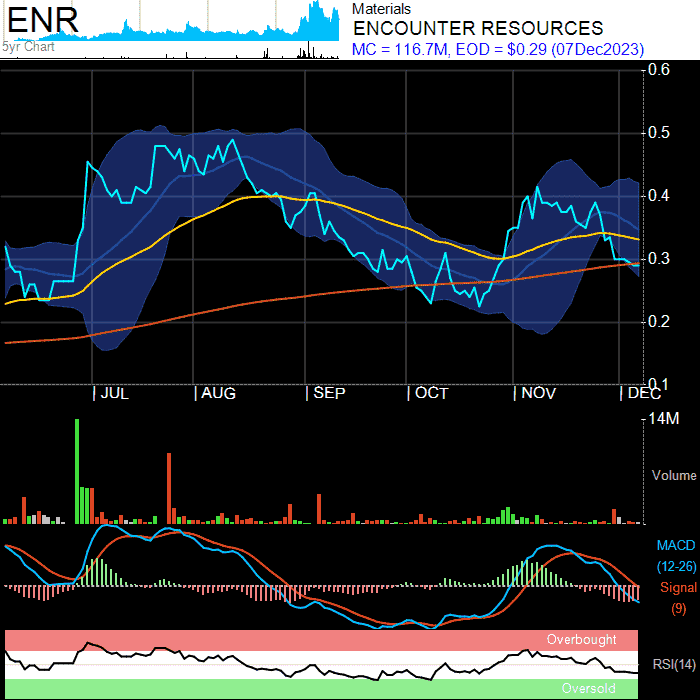 ENR
5yr Chart
Materials
ENCOUNTER RESOURCES
MC = 116.7M, EOD = $0.29 (07Dec2023)
0.6
0.5
0.4
0.3
0.2
0.1
JUL AUG SEP OCT NOV DEC
14M
Volume
MACD
(12-26)
Signal
(9)
Overbought
RSI(14)
Oversold